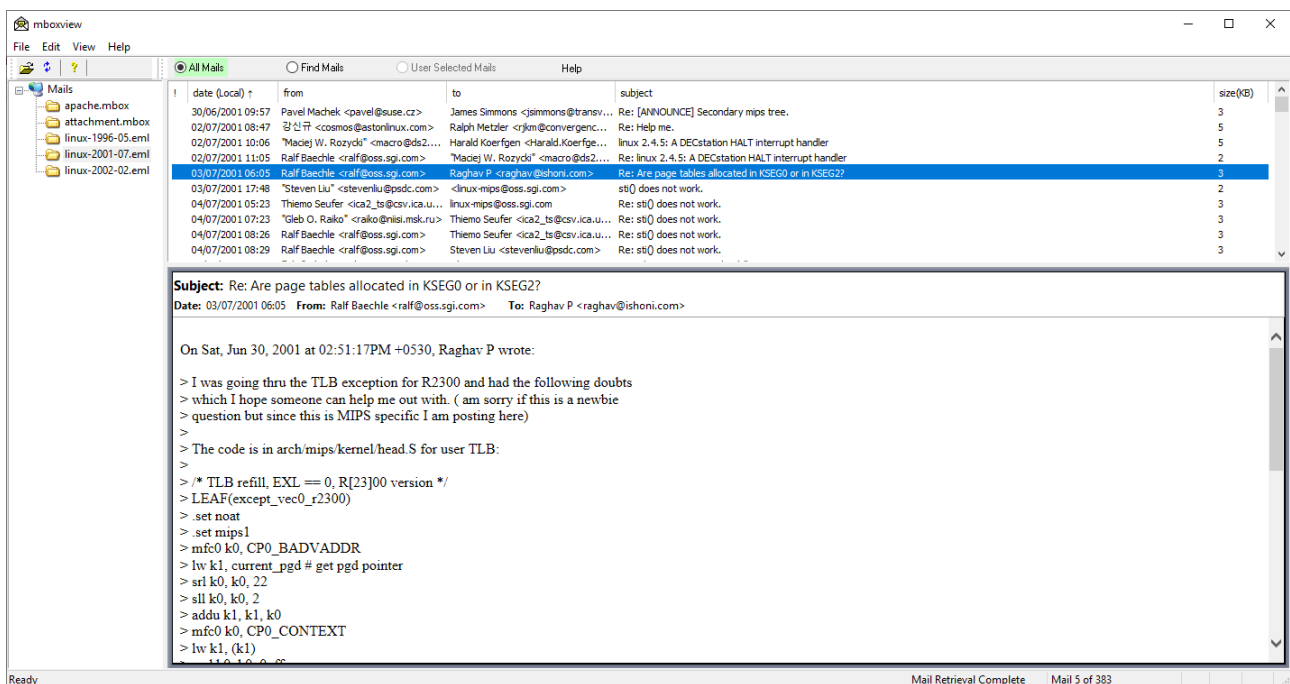 mboxview
File Edit View Help
All Mails Find Mails User Selected Mails Help
Mails
apache.mbox
attachment.mbox
linux-1996-05.eml
linux-2001-07.eml
linux-2002-02.eml
! date (Local) ↑ from to subject size(KB)
30/06/2001 09:57 Pavel Machek <pavel@suse.cz> James Simmons <jsimmons@transv... Re: [ANNOUNCE] Secondary mips tree. 3
02/07/2001 08:47 강신규 <cosmos@astonlinux.com> Ralph Metzler <rjkm@convergenc... Re: Help me. 5
02/07/2001 10:06 "Maciej W. Rozycki" <macro@ds2.... Harald Koerfgen <Harald.Koerfge... linux 2.4.5: A DECstation HALT interrupt handler 5
02/07/2001 11:05 Ralf Baechle <ralf@oss.sgi.com> "Maciej W. Rozycki" <macro@ds2.... Re: linux 2.4.5: A DECstation HALT interrupt handler 2
03/07/2001 06:05 Ralf Baechle <ralf@oss.sgi.com> Raghav P <raghav@ishoni.com> Re: Are page tables allocated in KSEG0 or in KSEG2? 3
03/07/2001 17:48 "Steven Liu" <stevenliu@psdc.com> <linux-mips@oss.sgi.com> sti() does not work. 2
04/07/2001 05:23 Thiemo Seufer <ica2_ts@csv.ica.u... linux-mips@oss.sgi.com Re: sti() does not work. 3
04/07/2001 07:23 "Gleb O. Raiko" <raiko@niisi.msk.ru> Thiemo Seufer <ica2_ts@csv.ica.u... Re: sti() does not work. 3
04/07/2001 08:26 Ralf Baechle <ralf@oss.sgi.com> Thiemo Seufer <ica2_ts@csv.ica.u... Re: sti() does not work. 3
04/07/2001 08:29 Ralf Baechle <ralf@oss.sgi.com> Steven Liu <stevenliu@psdc.com> Re: sti() does not work. 3
Subject: Re: Are page tables allocated in KSEG0 or in KSEG2?
Date: 03/07/2001 06:05 From: Ralf Baechle <ralf@oss.sgi.com> To: Raghav P <raghav@ishoni.com>
On Sat, Jun 30, 2001 at 02:51:17PM +0530, Raghav P wrote:
> I was going thru the TLB exception for R2300 and had the following doubts
> which I hope someone can help me out with. ( am sorry if this is a newbie
> question but since this is MIPS specific I am posting here)
>
> The code is in arch/mips/kernel/head.S for user TLB:
>
> /* TLB refill, EXL == 0, R[23]00 version */
> LEAF(except_vec0_r2300)
> .set noat
> .set mips1
> mfc0 k0, CP0_BADVADDR
> lw k1, current_pgd # get pgd pointer
> srl k0, k0, 22
> sll k0, k0, 2
> addu k1, k1, k0
> mfc0 k0, CP0_CONTEXT
> lw k1, (k1)
Ready Mail Retrieval Complete Mail 5 of 383